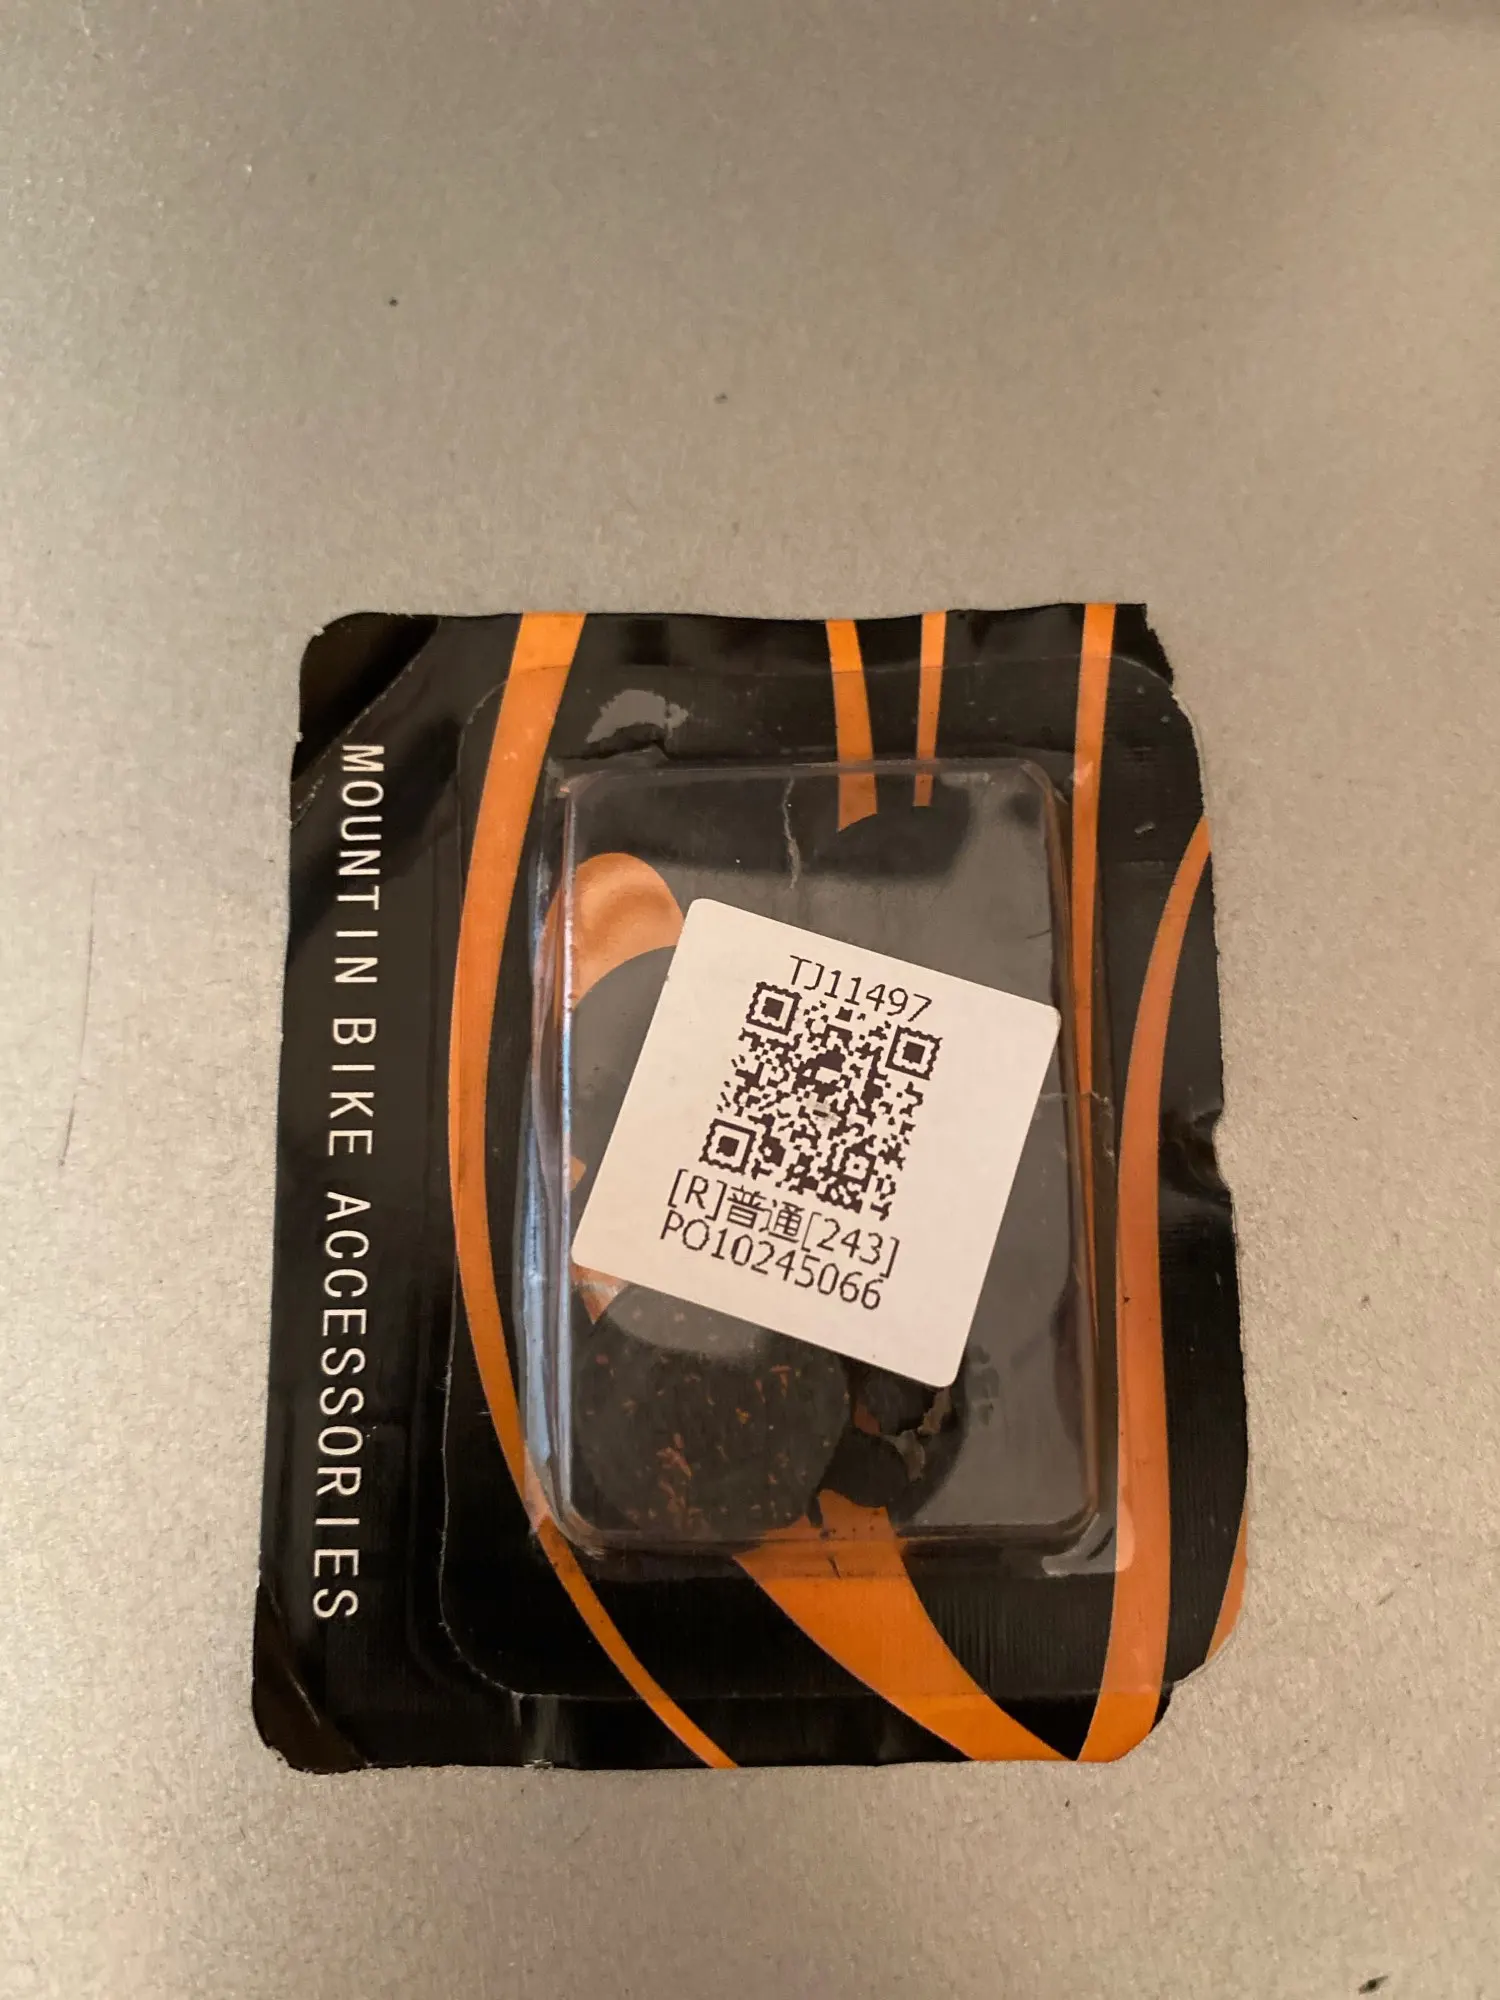 MOUNTIN BIKE ACCESSORIES
TJ11497
[R]普通[243]
PO10245066